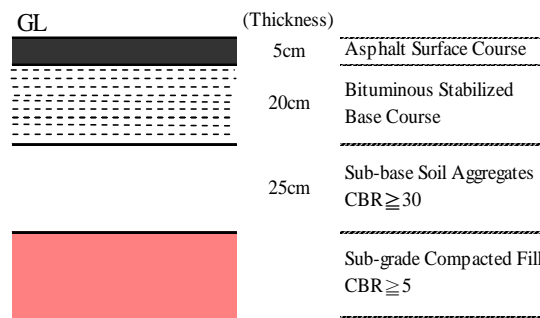 GL
(Thickness)
5cm
Asphalt Surface Course
20cm
Bituminous Stabilized
Base Course
25cm
Sub-base Soil Aggregates
CBR≧30
Sub-grade Compacted Fill
CBR≧5